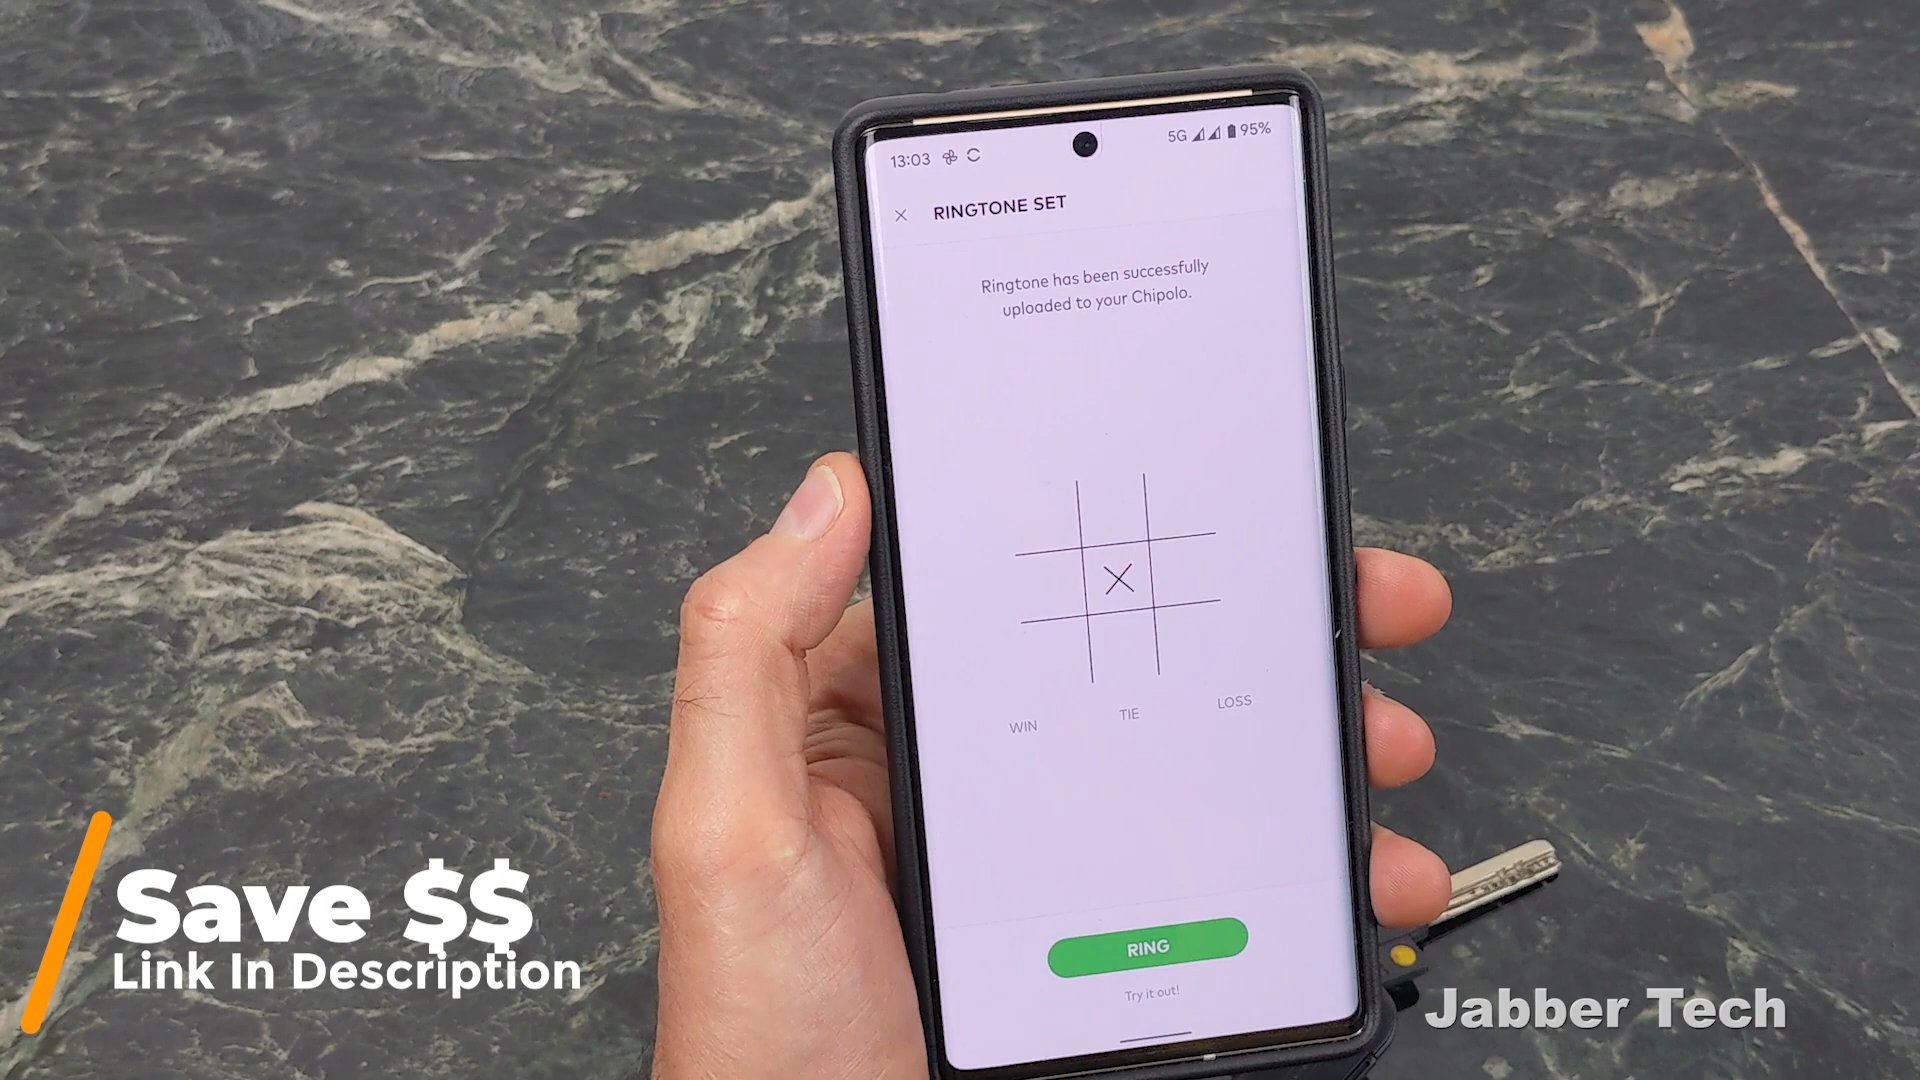 13:03
5G 95%
RINGTONE SET
Ringtone has been successfully
uploaded to your Chipolo.
X
WIN TIE LOSS
RING
Try it out!
Save $$
Link In Description
Jabber Tech